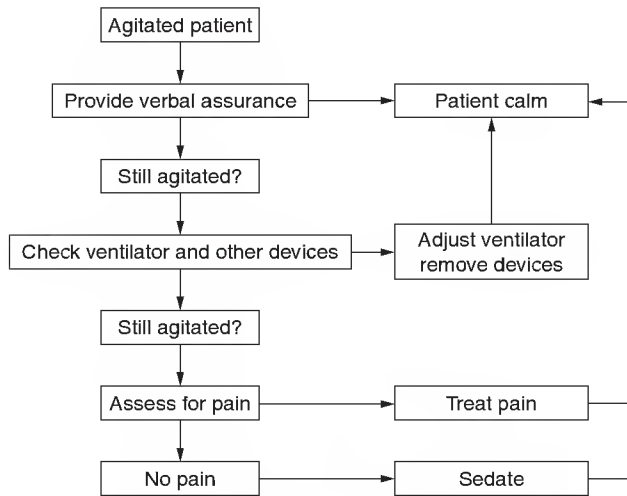 Agitated patient
Provide verbal assurance
Patient calm
Still agitated?
Check ventilator and other devices
Adjust ventilator
remove devices
Still agitated?
Assess for pain
Treat pain
No pain
Sedate